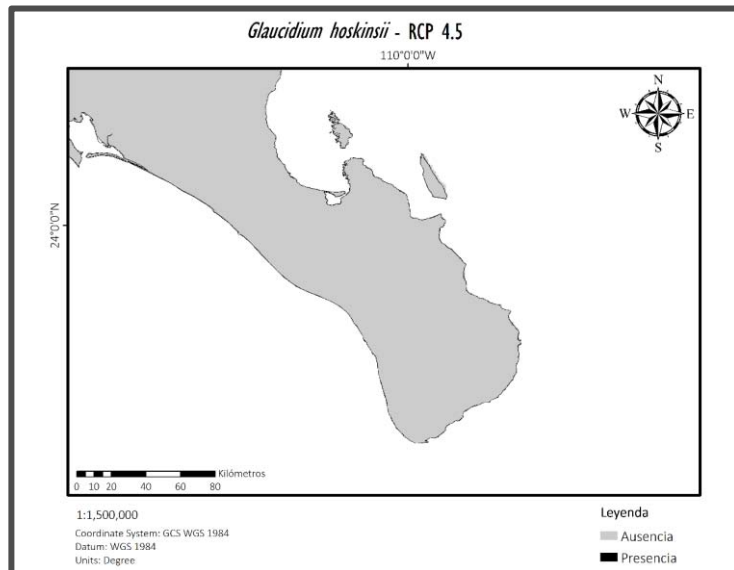 Glaucidium hoskinsii - RCP 4.5
110°0'0"W
N
W E
S
24°0'0"N
Kilómetros
0 10 20 40 60 80
1:1,500,000
Coordinate System: GCS WGS 1984
Datum: WGS 1984
Units: Degree
Leyenda
Ausencia
Presencia